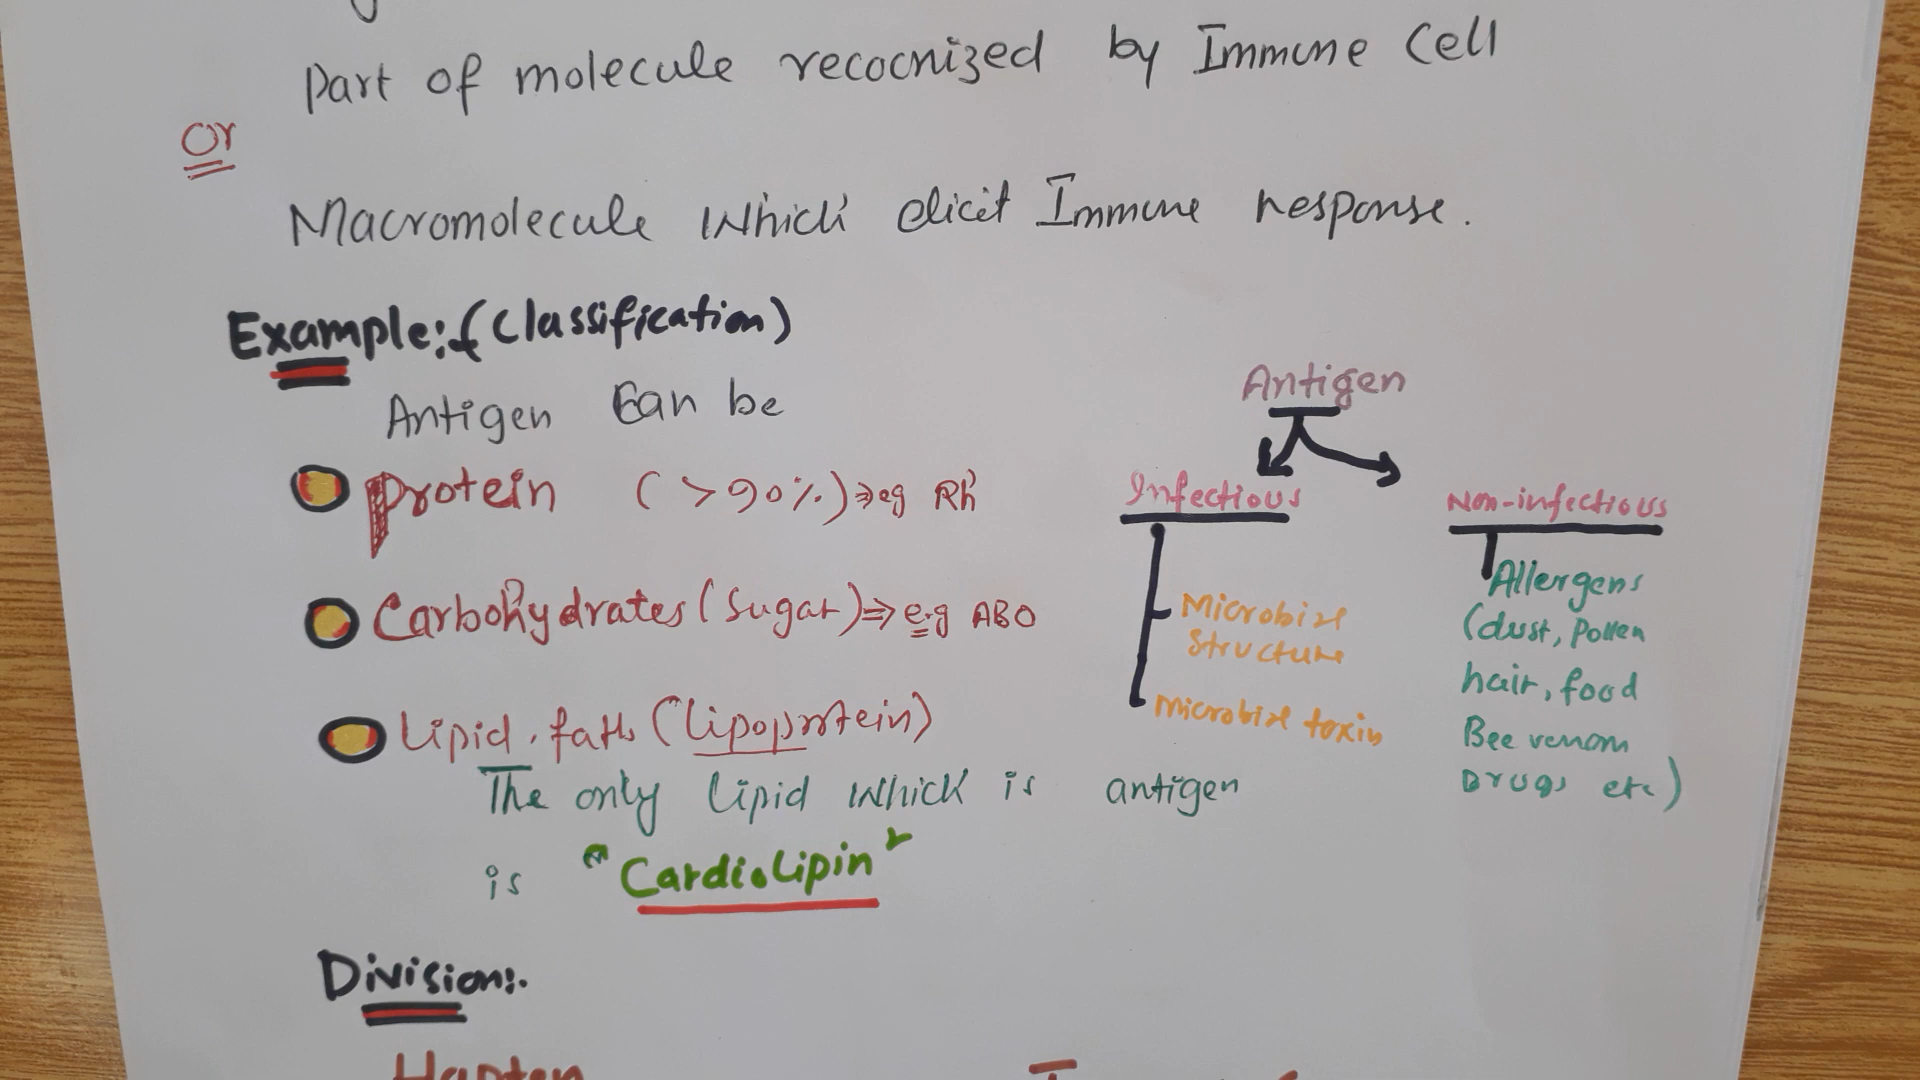 Part of molecule recocnized by Immune Cell
Or
Macromolecule which elicit Immune response.
Example:-(Classification)
Antigen Can be
Protein (>90%)⇒eg Rh
Carbohydrates(Sugar)⇒e.g ABO
Lipid. fatts (Lipoprotein)
The only lipid which is antigen
is "CardioLipin"
Antigen
Infectious
Microbial
Structure
Microbial toxin
Non-infectious
Allergens
(dust, Pollen
hair, food
Bee venom
Drugs etc)
Division:-
Hapten